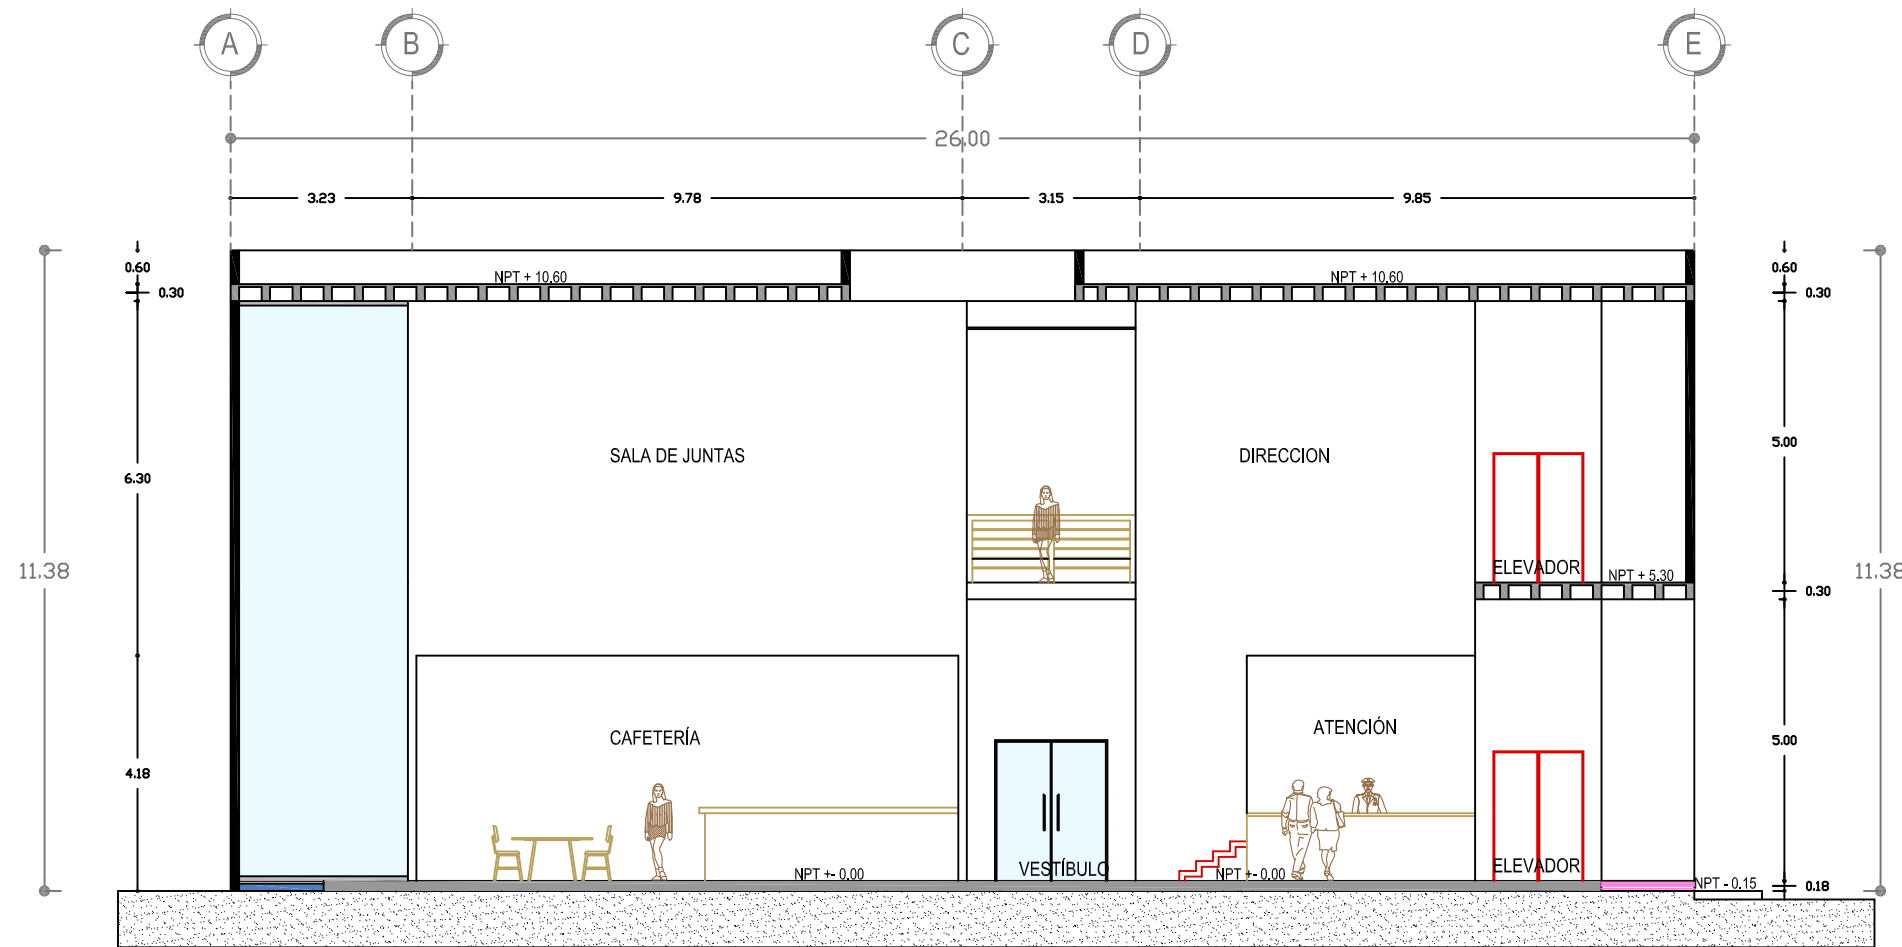 A B C D E
26.00
3.23 9.78 3.15 9.85
0.60 NPT + 10.60 NPT + 10.60 0.60
0.30 0.30
SALA DE JUNTAS DIRECCION 5.00
6.30
11.38 ELEVADOR NPT + 5.30 11.38
0.30
CAFETERÍA ATENCIÓN 5.00
4.18
NPT +- 0.00 VESTÍBULO NPT +- 0.00 ELEVADOR NPT - 0.15 0.18